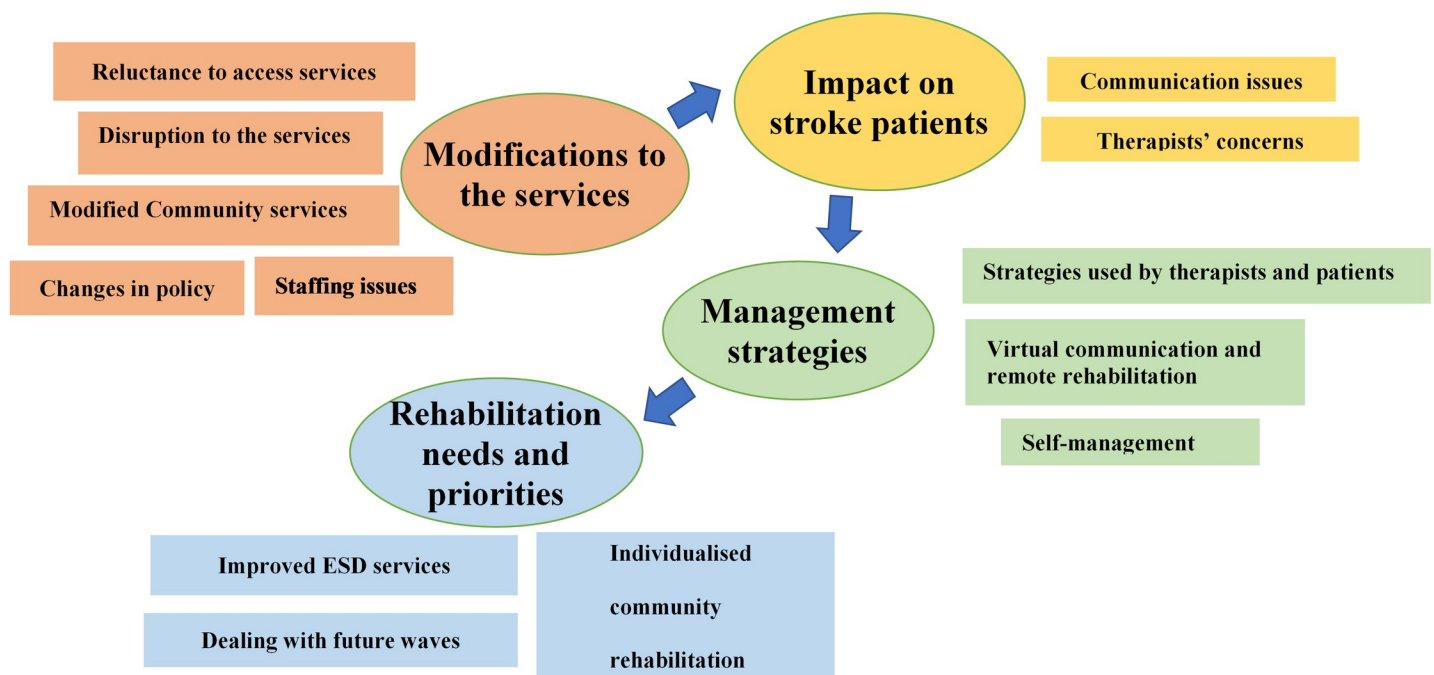 Reluctance to access services
Disruption to the services
Modified Community services
Changes in policy
Staffing issues
Modifications to
the services
Impact on
stroke patients
Communication issues
Therapists’ concerns
Management
strategies
Strategies used by therapists and patients
Virtual communication and
remote rehabilitation
Self-management
Rehabilitation
needs and
priorities
Improved ESD services
Dealing with future waves
Individualised
community
rehabilitation